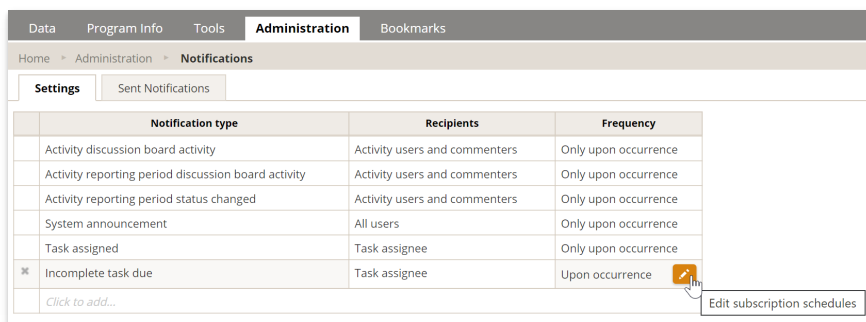 Data Program Info Tools Administration Bookmarks
Home ▸ Administration ▸ Notifications
Settings Sent Notifications
Notification type Recipients Frequency
Activity discussion board activity Activity users and commenters Only upon occurrence
Activity reporting period discussion board activity Activity users and commenters Only upon occurrence
Activity reporting period status changed Activity users and commenters Only upon occurrence
System announcement All users Only upon occurrence
Task assigned Task assignee Only upon occurrence
Incomplete task due Task assignee Upon occurrence
Click to add...
Edit subscription schedules